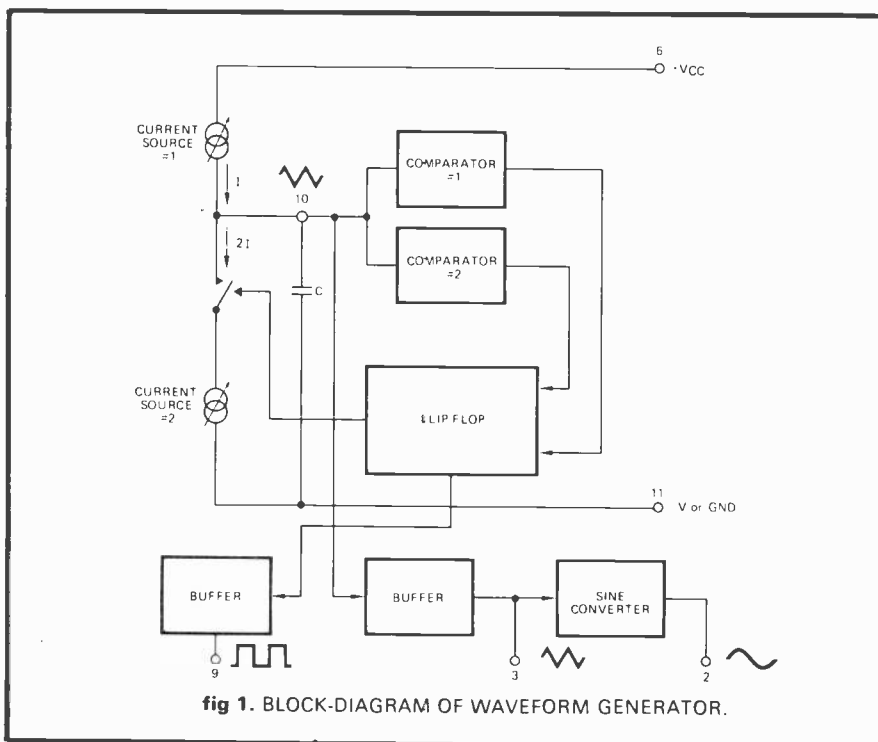 6
+VCC
CURRENT
SOURCE
=1
I
10
COMPARATOR
=1
2I
COMPARATOR
=2
C
CURRENT
SOURCE
=2
FLIP FLOP
11
V or GND
BUFFER
BUFFER
SINE
CONVERTER
9
3
2
fig 1. BLOCK-DIAGRAM OF WAVEFORM GENERATOR.